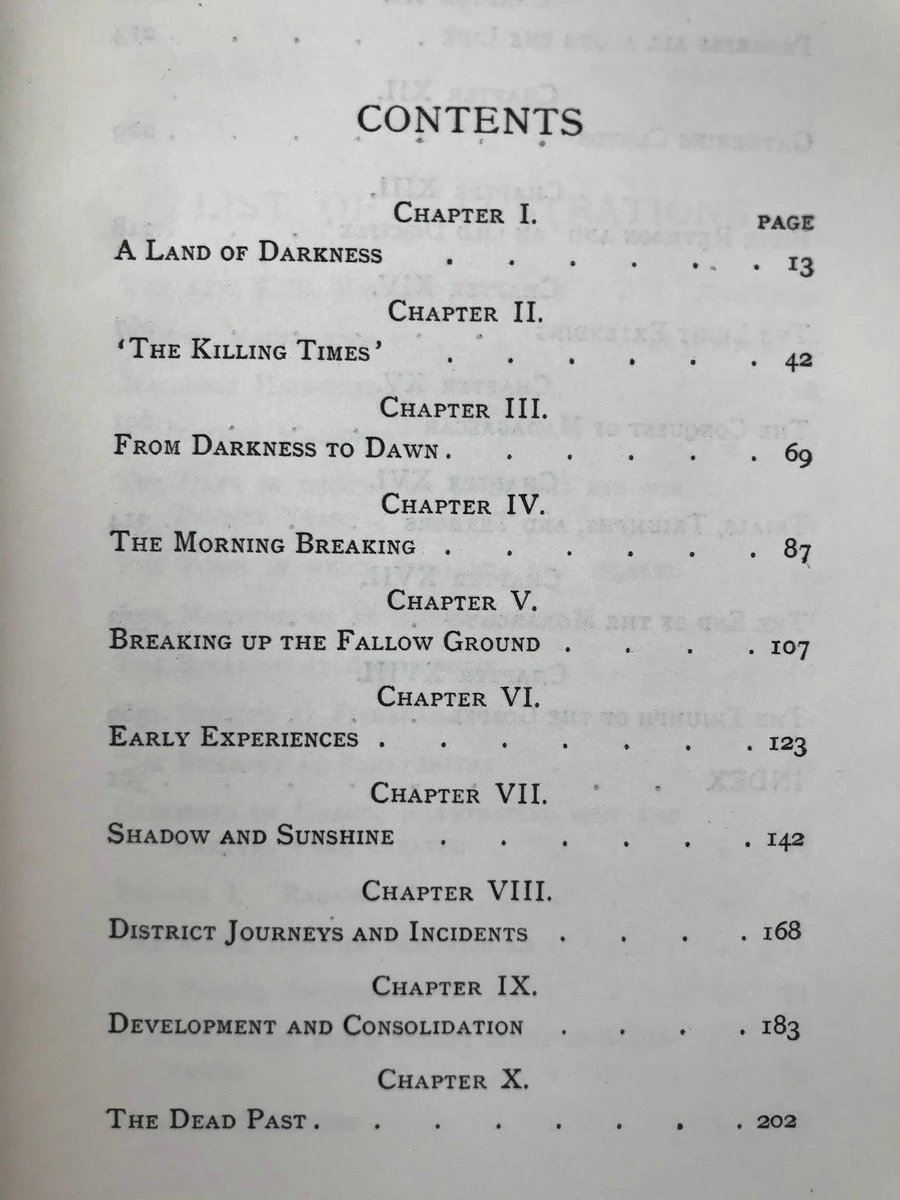 CONTENTS
CHAPTER I.
PAGE
A LAND OF DARKNESS . . . . . . 13
CHAPTER II.
‘THE KILLING TIMES’ . . . . . . 42
CHAPTER III.
FROM DARKNESS TO DAWN . . . . . . 69
CHAPTER IV.
THE MORNING BREAKING . . . . . . 87
CHAPTER V.
BREAKING UP THE FALLOW GROUND . . . . 107
CHAPTER VI.
EARLY EXPERIENCES . . . . . . . 123
CHAPTER VII.
SHADOW AND SUNSHINE . . . . . . 142
CHAPTER VIII.
DISTRICT JOURNEYS AND INCIDENTS . . . . 168
CHAPTER IX.
DEVELOPMENT AND CONSOLIDATION . . . . 183
CHAPTER X.
THE DEAD PAST . . . . . . . . 202